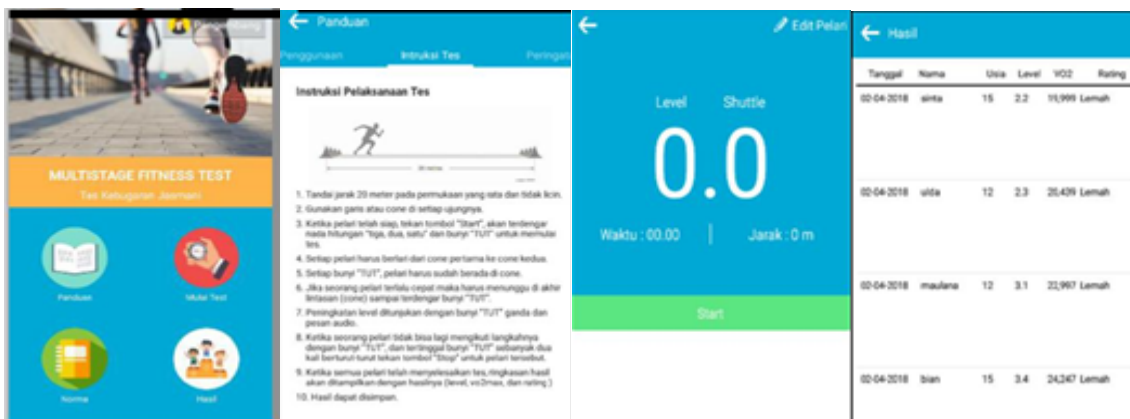 Pengembang
MULTISTAGE FITNESS TEST
Tes Kebugaran Jasmani
Panduan
Mulai Test
Norma
Hasil
Panduan
Penggunaan Intruksi Tes Peringat
Instruksi Pelaksanaan Tes
20 meter
1. Tandai jarak 20 meter pada permukaan yang rata dan tidak licin.
2. Gunakan garis atau cone di setiap ujungnya.
3. Ketika pelari telah siap, tekan tombol "Start", akan terdengar
nada hitungan "tiga, dua, satu" dan bunyi "TUT" untuk memulai
tes.
4. Setiap pelari harus berlari dari cone pertama ke cone kedua.
5. Setiap bunyi "TUT", pelari harus sudah berada di cone.
6. Jika seorang pelari terlalu cepat maka harus menunggu di akhir
lintasan (cone) sampai terdengar bunyi "TUT".
7. Peningkatan level ditunjukan dengan bunyi "TUT" ganda dan
pesan audio.
8. Ketika seorang pelari tidak bisa lagi mengikuti langkahnya
dengan bunyi "TUT", dan tertinggal bunyi "TUT" sebanyak dua
kali berturut-turut tekan tombol "Stop" untuk pelari tersebut.
9. Ketika semua pelari telah menyelesaikan tes, ringkasan hasil
akan ditampilkan dengan hasilnya (level, vo2max, dan rating )
10. Hasil dapat disimpan.
Edit Pelari
Level Shuttle
0.0
Waktu : 00.00 Jarak : 0 m
Start
Hasil
Tanggal Nama Usia Level VO2 Rating
02-04-2018 sinta 15 2.2 19,999 Lemah
02-04-2018 ulda 12 2.3 20,439 Lemah
02-04-2018 maulana 12 3.1 22,997 Lemah
02-04-2018 bian 15 3.4 24,247 Lemah